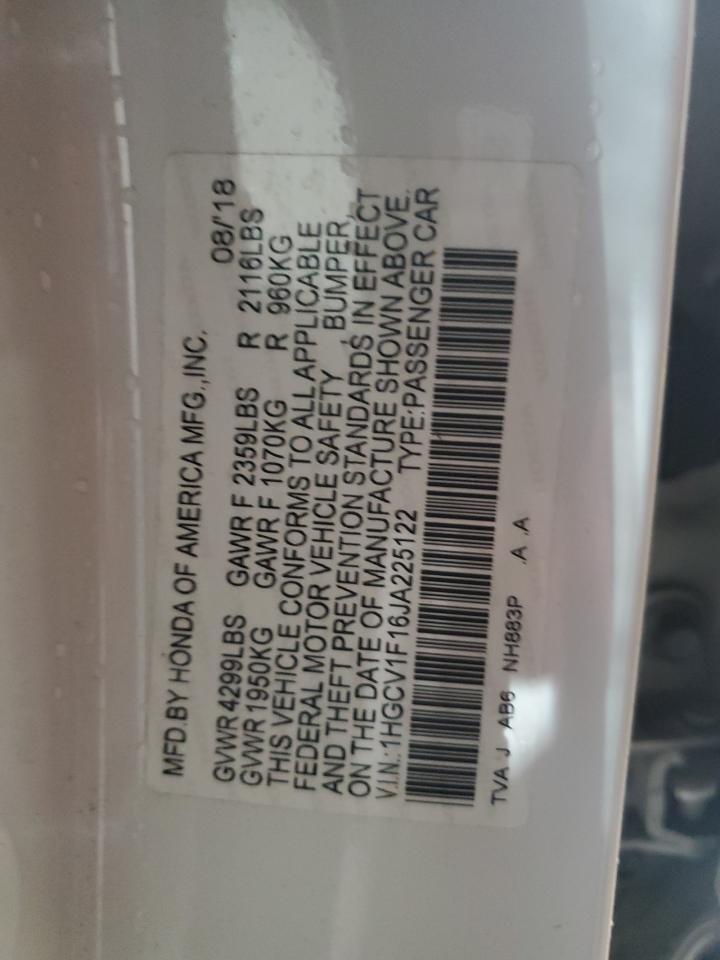 MFD.BY HONDA OF AMERICA MFG.,INC. 08/'18
GVWR 4299LBS GAWR F 2359LBS R 2116LBS
GVWR 1950KG GAWR F 1070KG R 960KG
THIS VEHICLE CONFORMS TO ALL APPLICABLE
FEDERAL MOTOR VEHICLE SAFETY , BUMPER,
AND THEFT PREVENTION STANDARDS IN EFFECT
ON THE DATE OF MANUFACTURE SHOWN ABOVE.
V.I.N.:1HGCV1F16JA225122 TYPE:PASSENGER CAR
TVA J AB6 NH883P .A .A